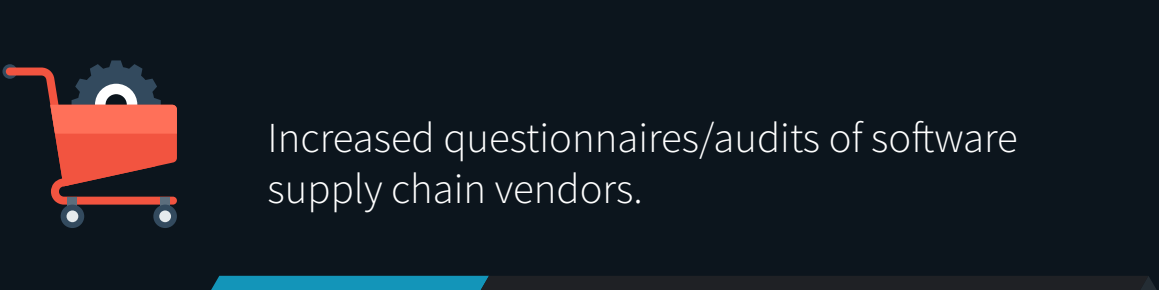 Increased questionnaires/audits of software
supply chain vendors.